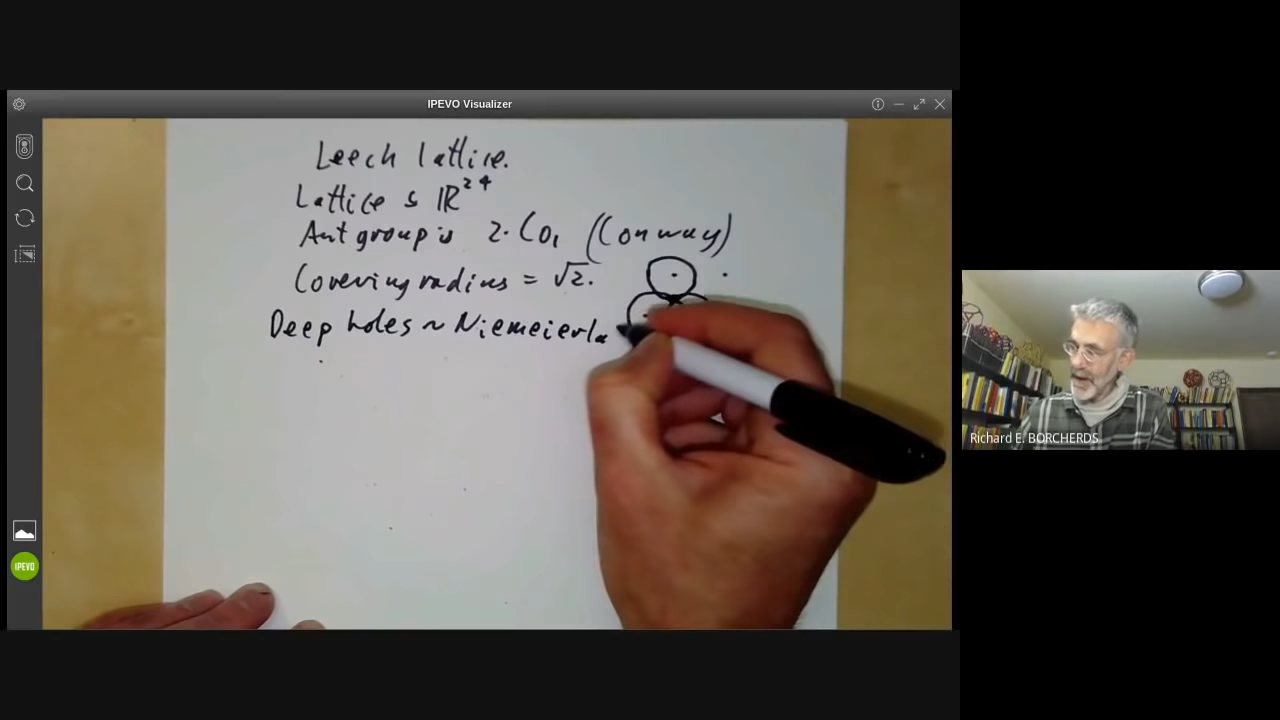 IPEVO Visualizer
Leech lattice.
Lattice ⊆ ℝ²⁴
Aut group is 2·Co₁ (Conway)
Covering radius = √2.
Deep holes ~ Niemeier la
IPEVO
Richard E. BORCHERDS